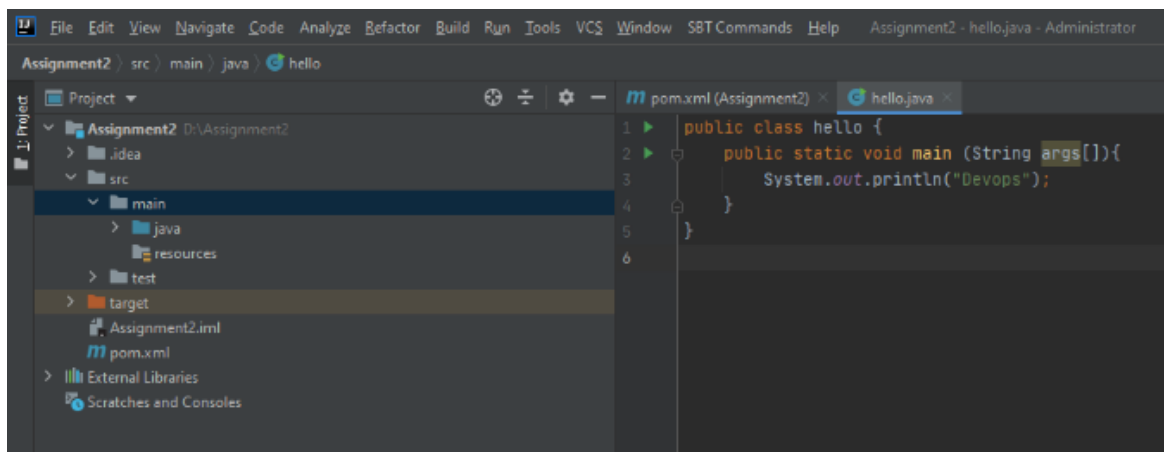 File Edit View Navigate Code Analyze Refactor Build Run Tools VCS Window SBT Commands Help Assignment2 - hello.java - Administrator
Assignment2 src main java hello
1: Project
Project
Assignment2 D:\Assignment2
.idea
src
main
java
resources
test
target
Assignment2.iml
pom.xml
External Libraries
Scratches and Consoles
pom.xml (Assignment2) hello.java
1 public class hello {
2 public static void main (String args[]){
3 System.out.println("Devops");
4 }
5 }
6